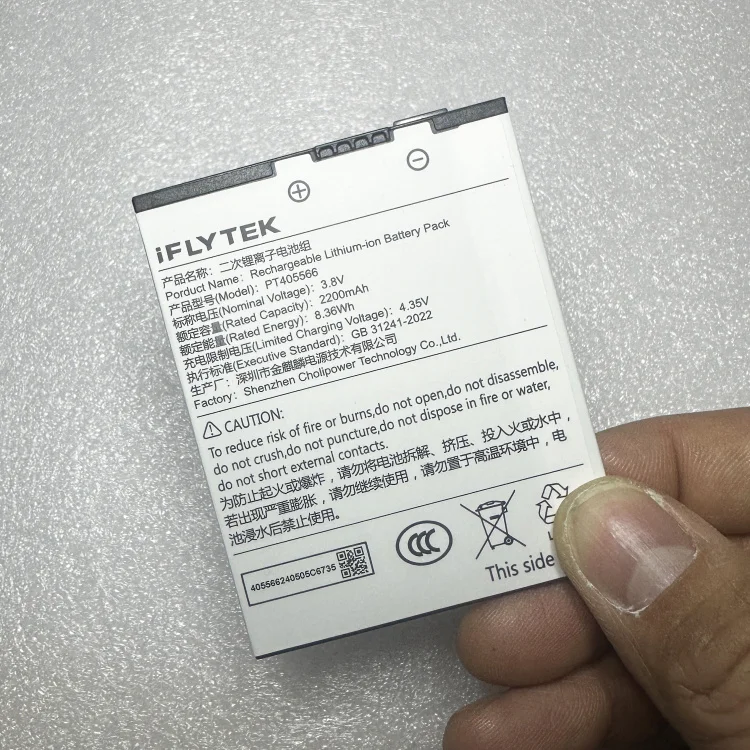 iFLYTEK
产品名称：二次锂离子电池组
Porduct Name: Rechargeable Lithium-ion Battery Pack
产品型号(Model): PT405566
标称电压(Nominal Voltage): 3.8V
额定容量(Rated Capacity): 2200mAh
额定能量(Rated Energy): 8.36Wh
充电限制电压(Limited Charging Voltage): 4.35V
执行标准(Executive Standard): GB 31241-2022
生产厂：深圳市金麒麟电源技术有限公司
Factory: Shenzhen Cholipower Technology Co.,Ltd.
CAUTION:
To reduce risk of fire or burns,do not open,do not disassemble,
do not crush,do not puncture,do not dispose in fire or water,
do not short external contacts.
为防止起火或爆炸，请勿将电池拆解、挤压、投入火或水中，
若出现严重膨胀，请勿继续使用，请勿置于高温环境中，电
池浸水后禁止使用。
405566240505C6735
CCC
This side